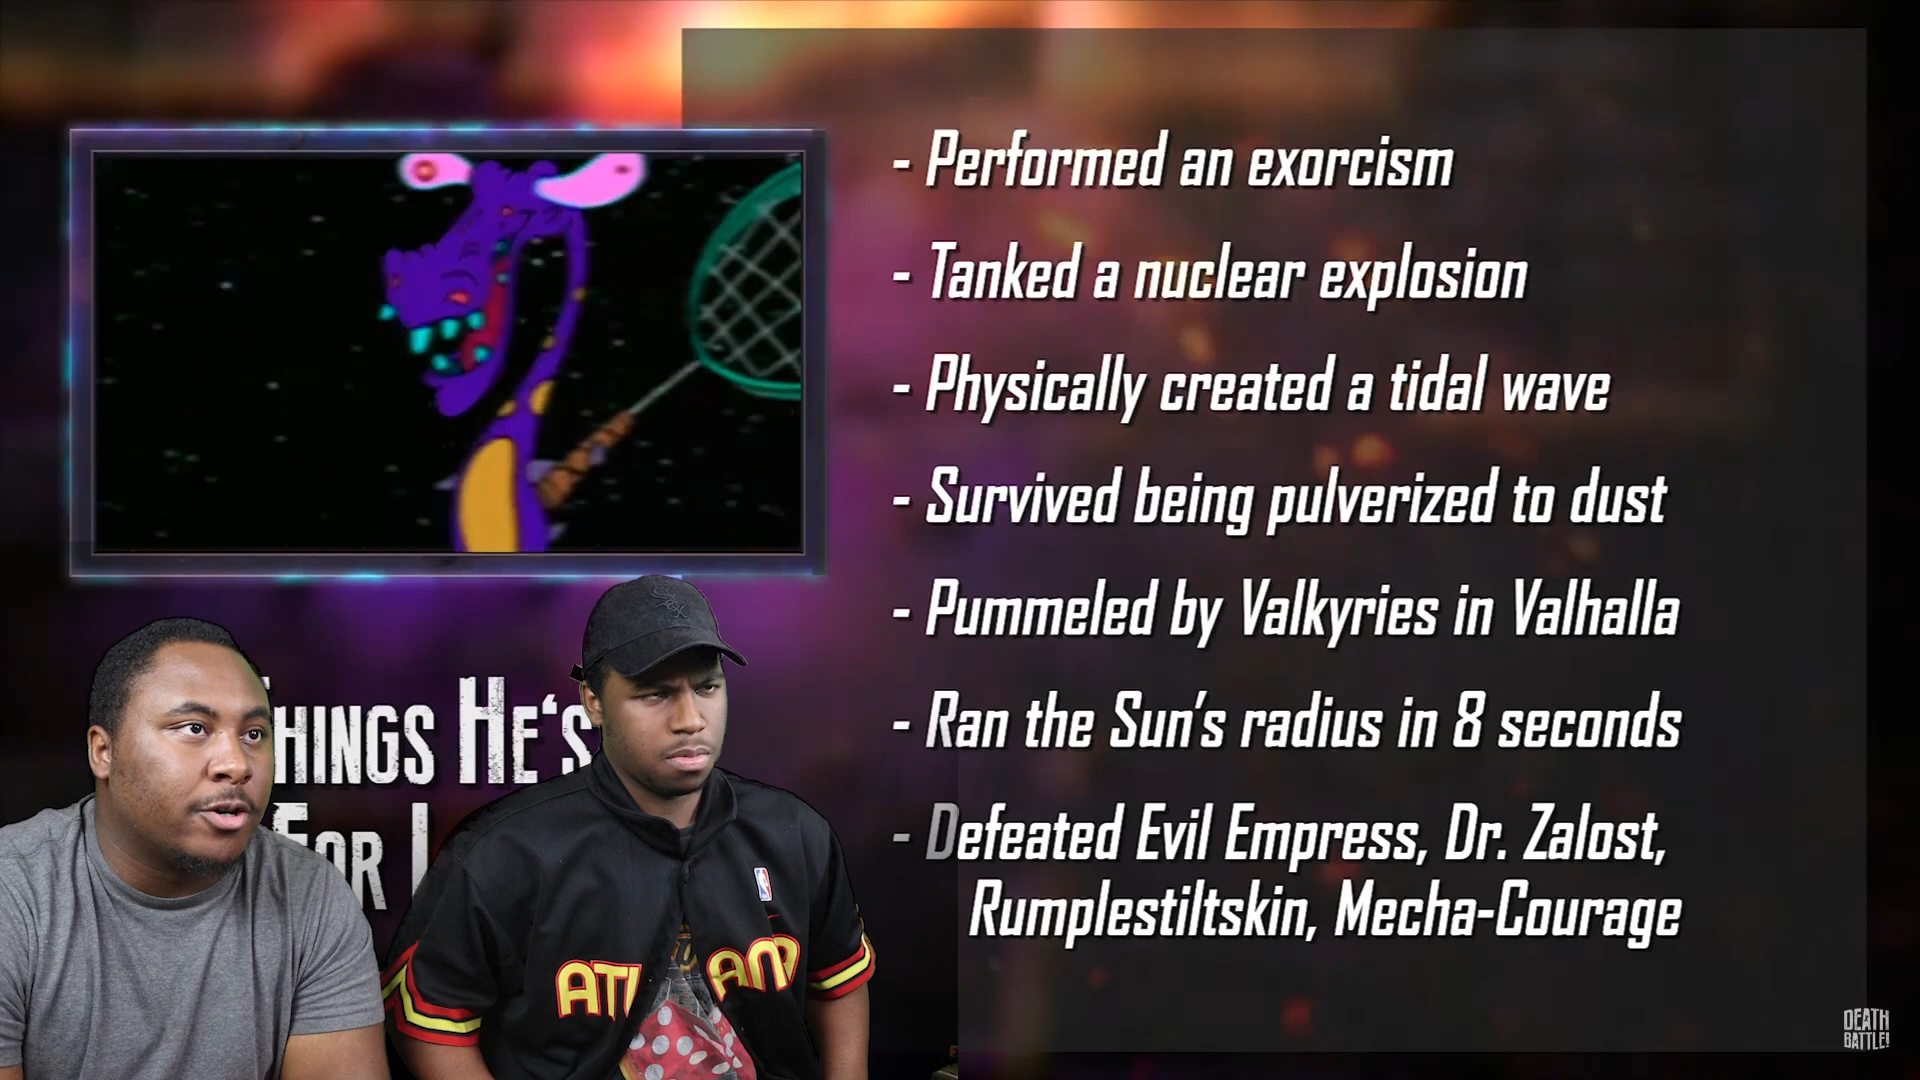 - Performed an exorcism
- Tanked a nuclear explosion
- Physically created a tidal wave
- Survived being pulverized to dust
- Pummeled by Valkyries in Valhalla
- Ran the Sun's radius in 8 seconds
- Defeated Evil Empress, Dr. Zalost,
Rumplestiltskin, Mecha-Courage
HINGS HE'S
FOR L
ATL ANT
DEATH
BATTLE!